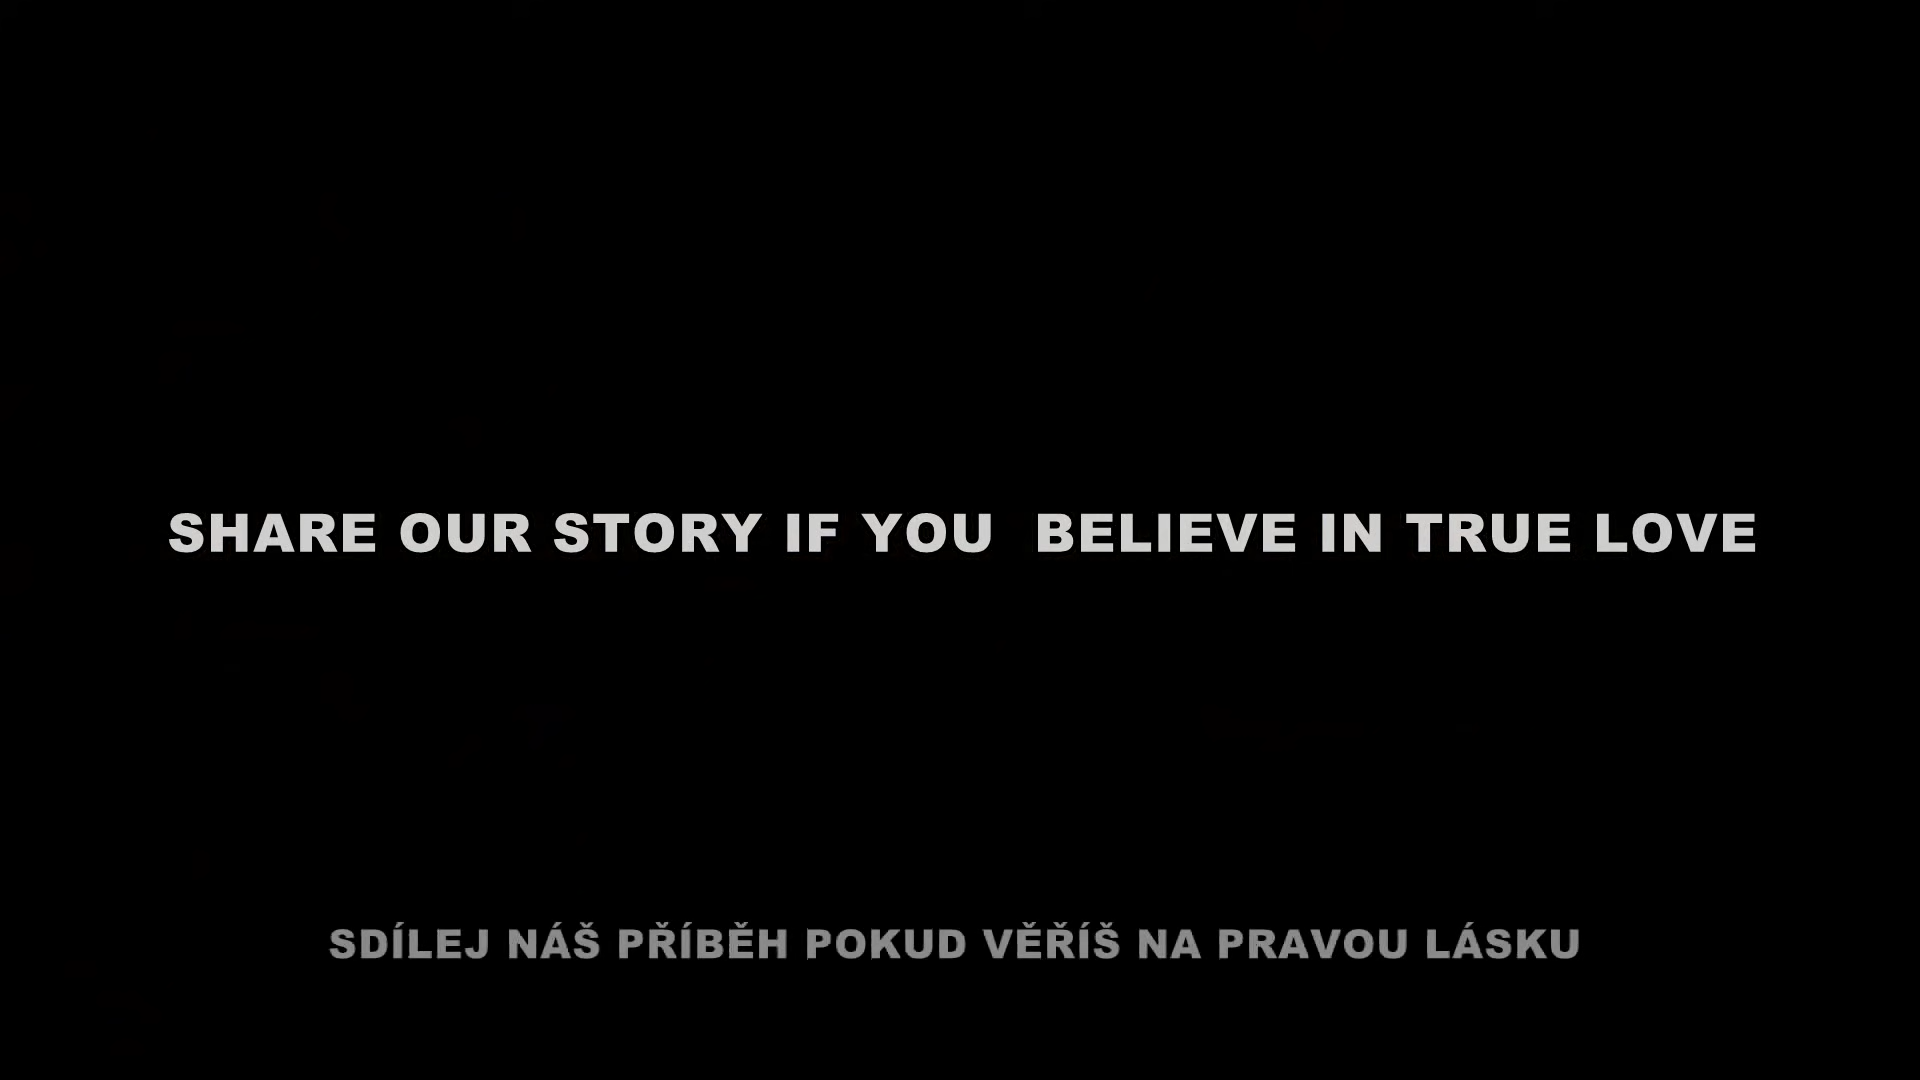 SHARE OUR STORY IF YOU  BELIEVE IN TRUE LOVE
SDÍLEJ NÁŠ PŘÍBĚH POKUD VĚŘÍŠ NA PRAVOU LÁSKU